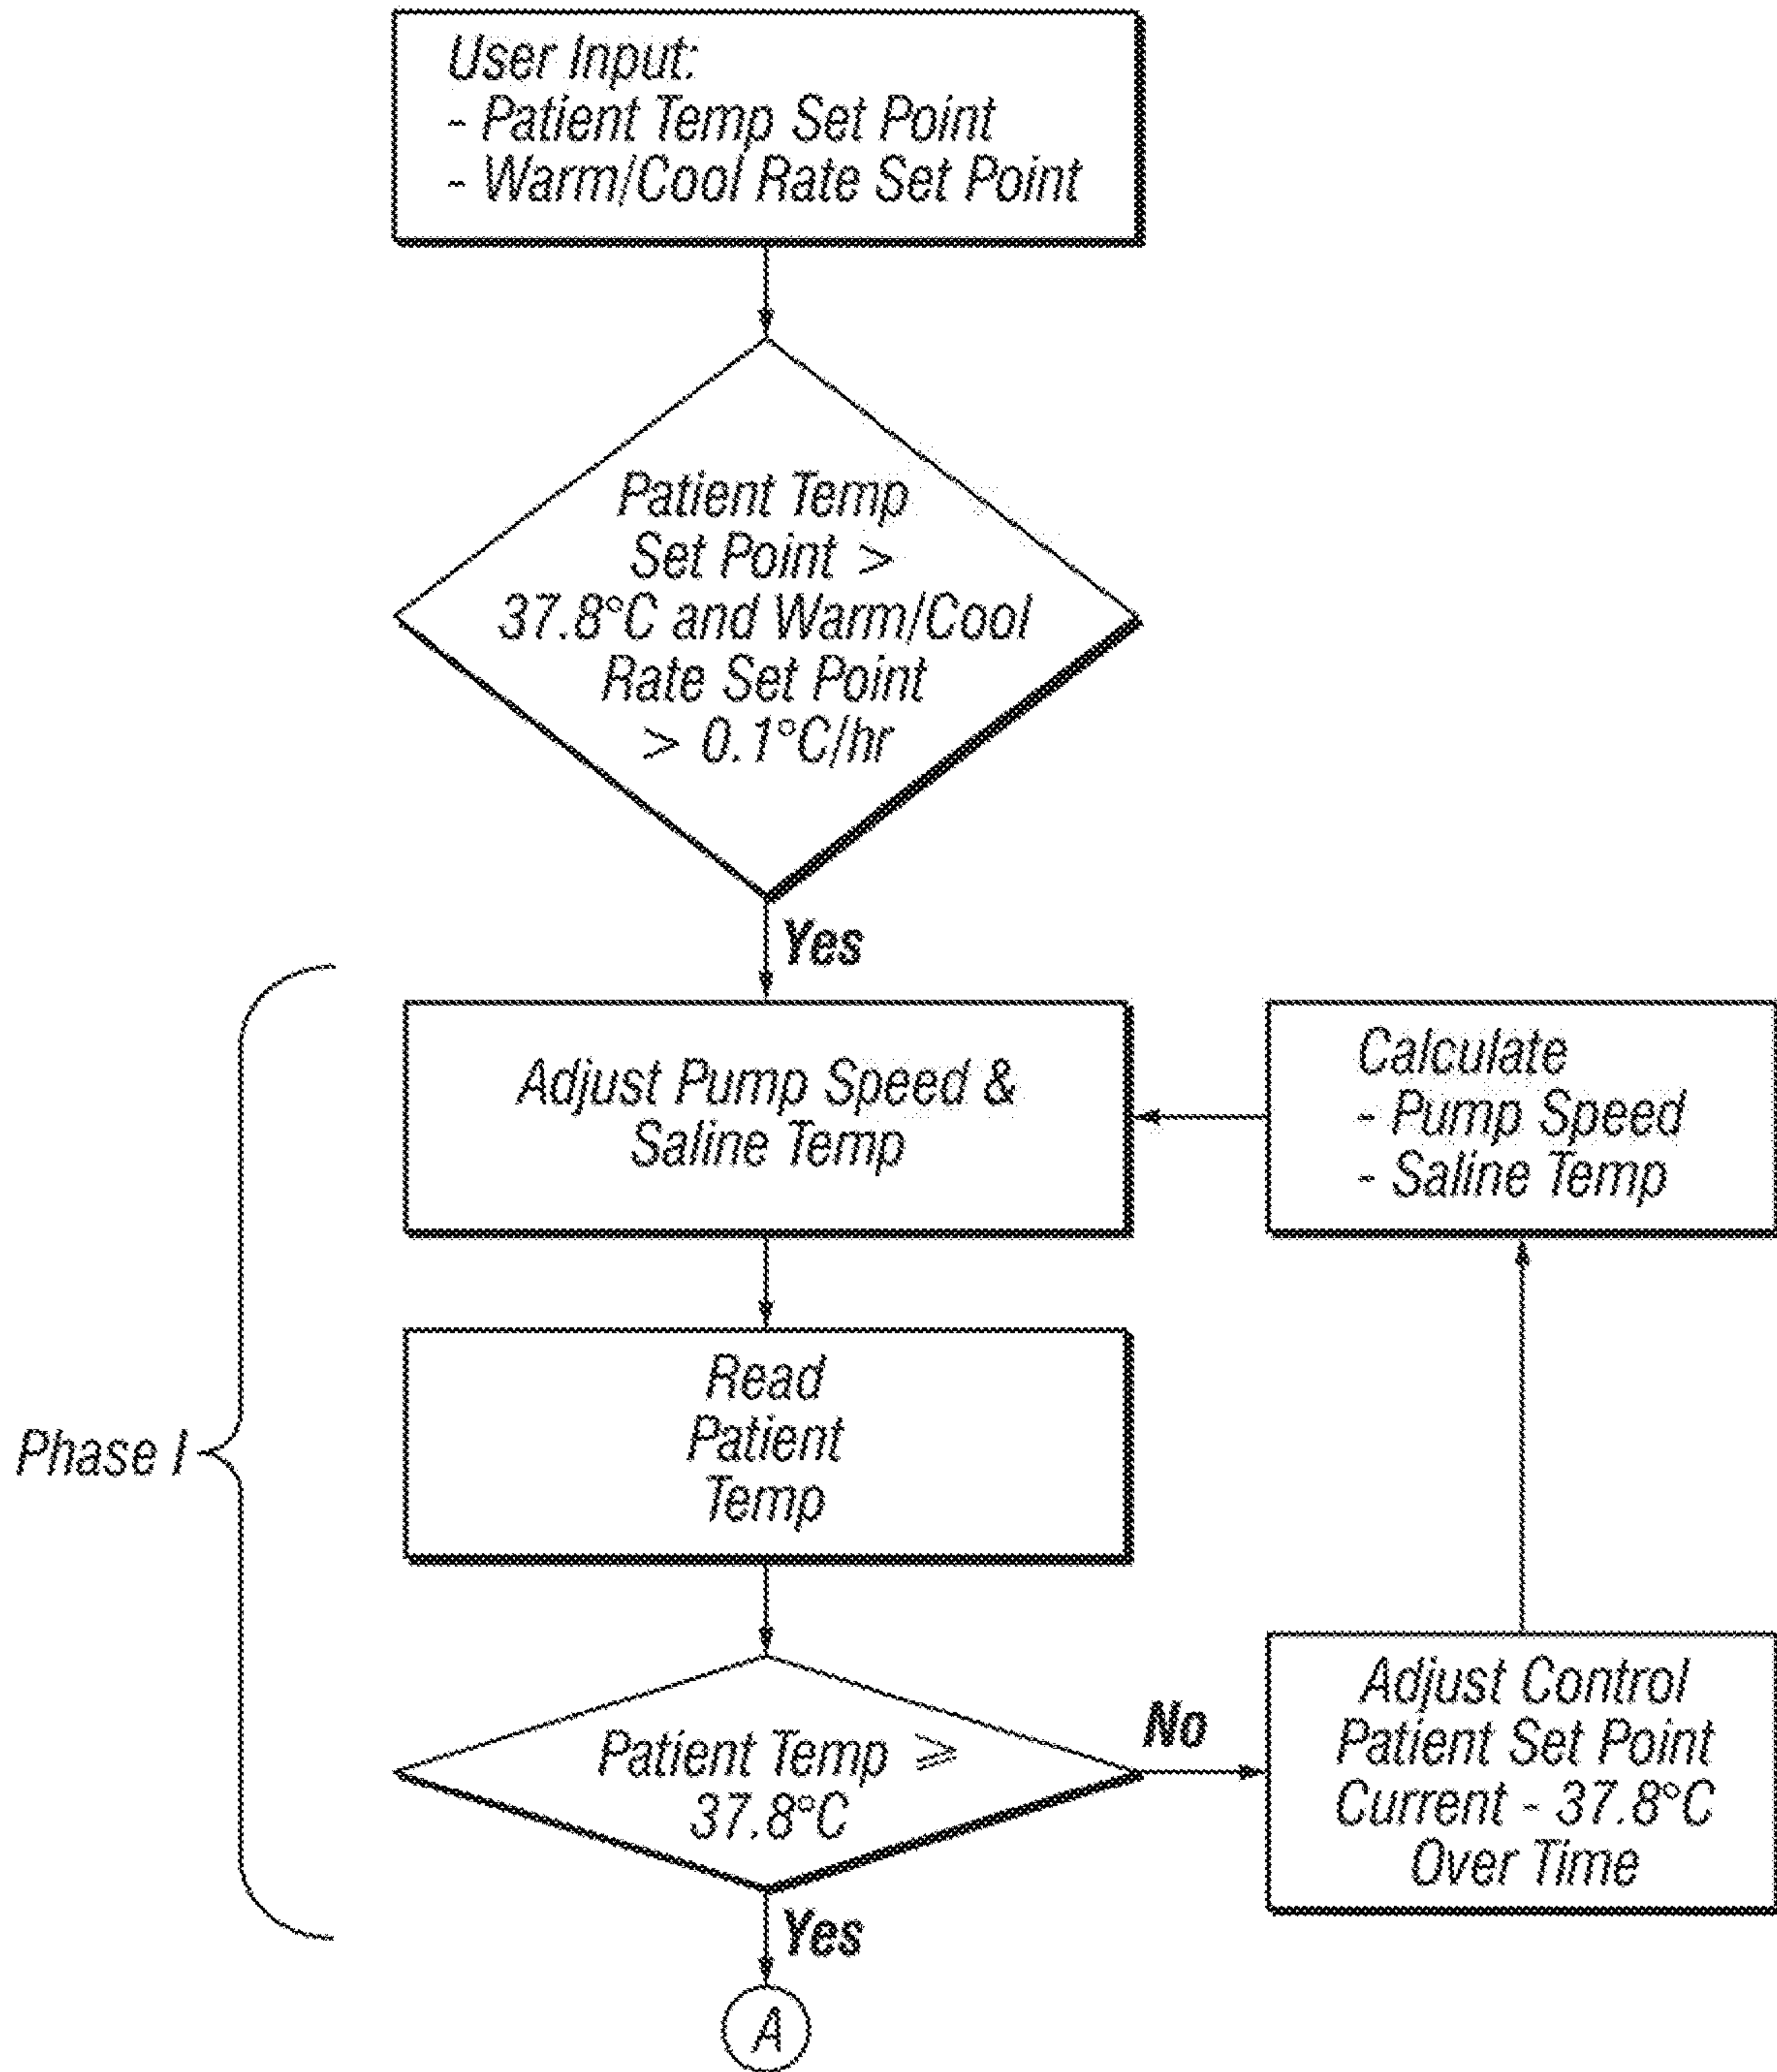 User Input:
- Patient Temp Set Point
- Warm/Cool Rate Set Point
Patient Temp
Set Point >
37.8°C and Warm/Cool
Rate Set Point
> 0.1°C/hr
Yes
Adjust Pump Speed &
Saline Temp
Calculate
- Pump Speed
- Saline Temp
Read
Patient
Temp
Phase I
Patient Temp ⩾
37.8°C
No
Adjust Control
Patient Set Point
Current - 37.8°C
Over Time
Yes
A